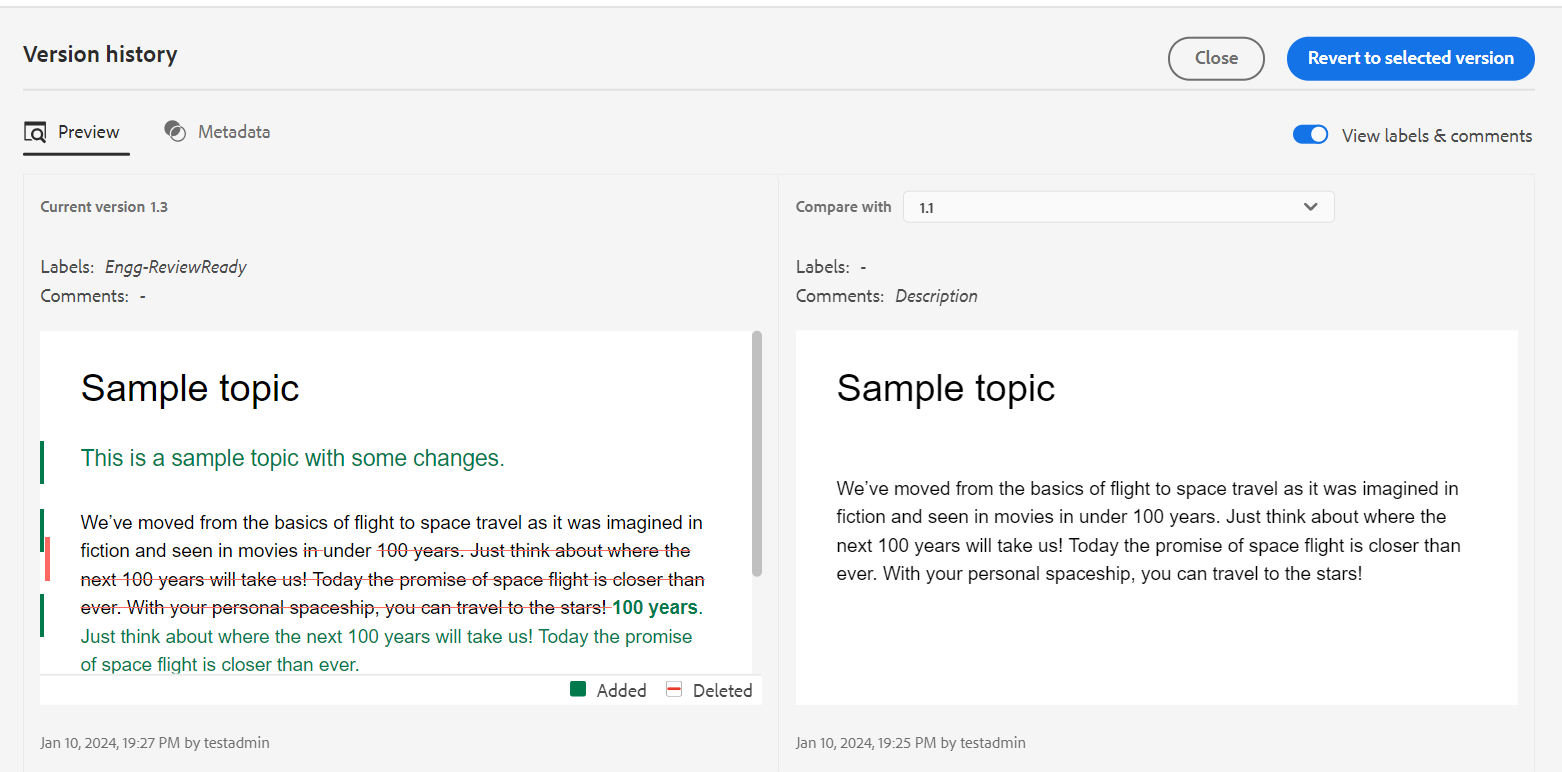 Version history
Close
Revert to selected version
Preview
Metadata
View labels & comments
Current version 1.3
Labels: Engg-ReviewReady
Comments: -
Sample topic
This is a sample topic with some changes.
We’ve moved from the basics of flight to space travel as it was imagined in
fiction and seen in movies in under 100 years. Just think about where the
next 100 years will take us! Today the promise of space flight is closer than
ever. With your personal spaceship, you can travel to the stars! 100 years.
Just think about where the next 100 years will take us! Today the promise
of space flight is closer than ever.
Added
Deleted
Jan 10, 2024, 19:27 PM by testadmin
Compare with 1.1
Labels: -
Comments: Description
Sample topic
We’ve moved from the basics of flight to space travel as it was imagined in
fiction and seen in movies in under 100 years. Just think about where the
next 100 years will take us! Today the promise of space flight is closer than
ever. With your personal spaceship, you can travel to the stars!
Jan 10, 2024, 19:25 PM by testadmin